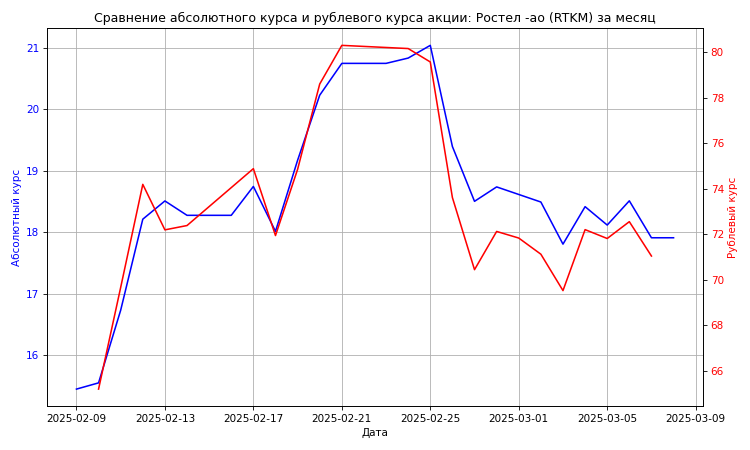 Сравнение абсолютного курса и рублевого курса акции: Ростел -ао (RTKM) за месяц
Абсолютный курс
21
20
19
18
17
16
80
78
76
74
72
70
68
66
Рублевый курс
2025-02-09 2025-02-13 2025-02-17 2025-02-21 2025-02-25 2025-03-01 2025-03-05 2025-03-09
Дата